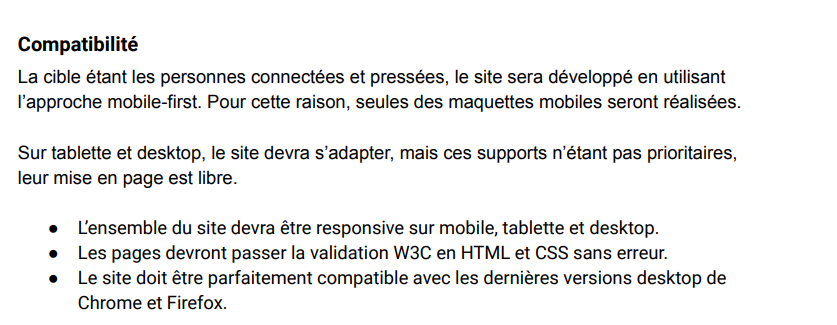 Compatibilité
La cible étant les personnes connectées et pressées, le site sera développé en utilisant
l’approche mobile-first. Pour cette raison, seules des maquettes mobiles seront réalisées.
Sur tablette et desktop, le site devra s’adapter, mais ces supports n’étant pas prioritaires,
leur mise en page est libre.
● L’ensemble du site devra être responsive sur mobile, tablette et desktop.
● Les pages devront passer la validation W3C en HTML et CSS sans erreur.
● Le site doit être parfaitement compatible avec les dernières versions desktop de
Chrome et Firefox.